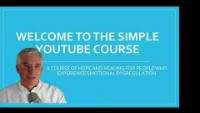 WELCOME TO THE SIMPLE
YOUTUBE COURSE
A COURSE OF HOPE AND HEALING FOR PEOPLE WHO
EXPERIENCE EMOTIONAL DYSREGULATION